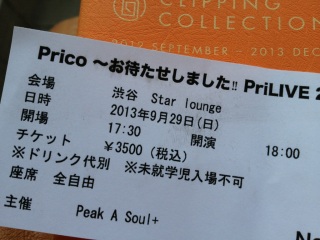 CLIPPING
COLLECTION
2012 SEPTEMBER - 2013 DEC
Prico ～お待たせしました!! PriLIVE 2
会場 渋谷 Star lounge
日時 2013年9月29日(日)
開場 17:30 開演 18:00
チケット ¥3500(税込)
※ドリンク代別 ※未就学児入場不可
座席 全自由
主催 Peak A Soul+